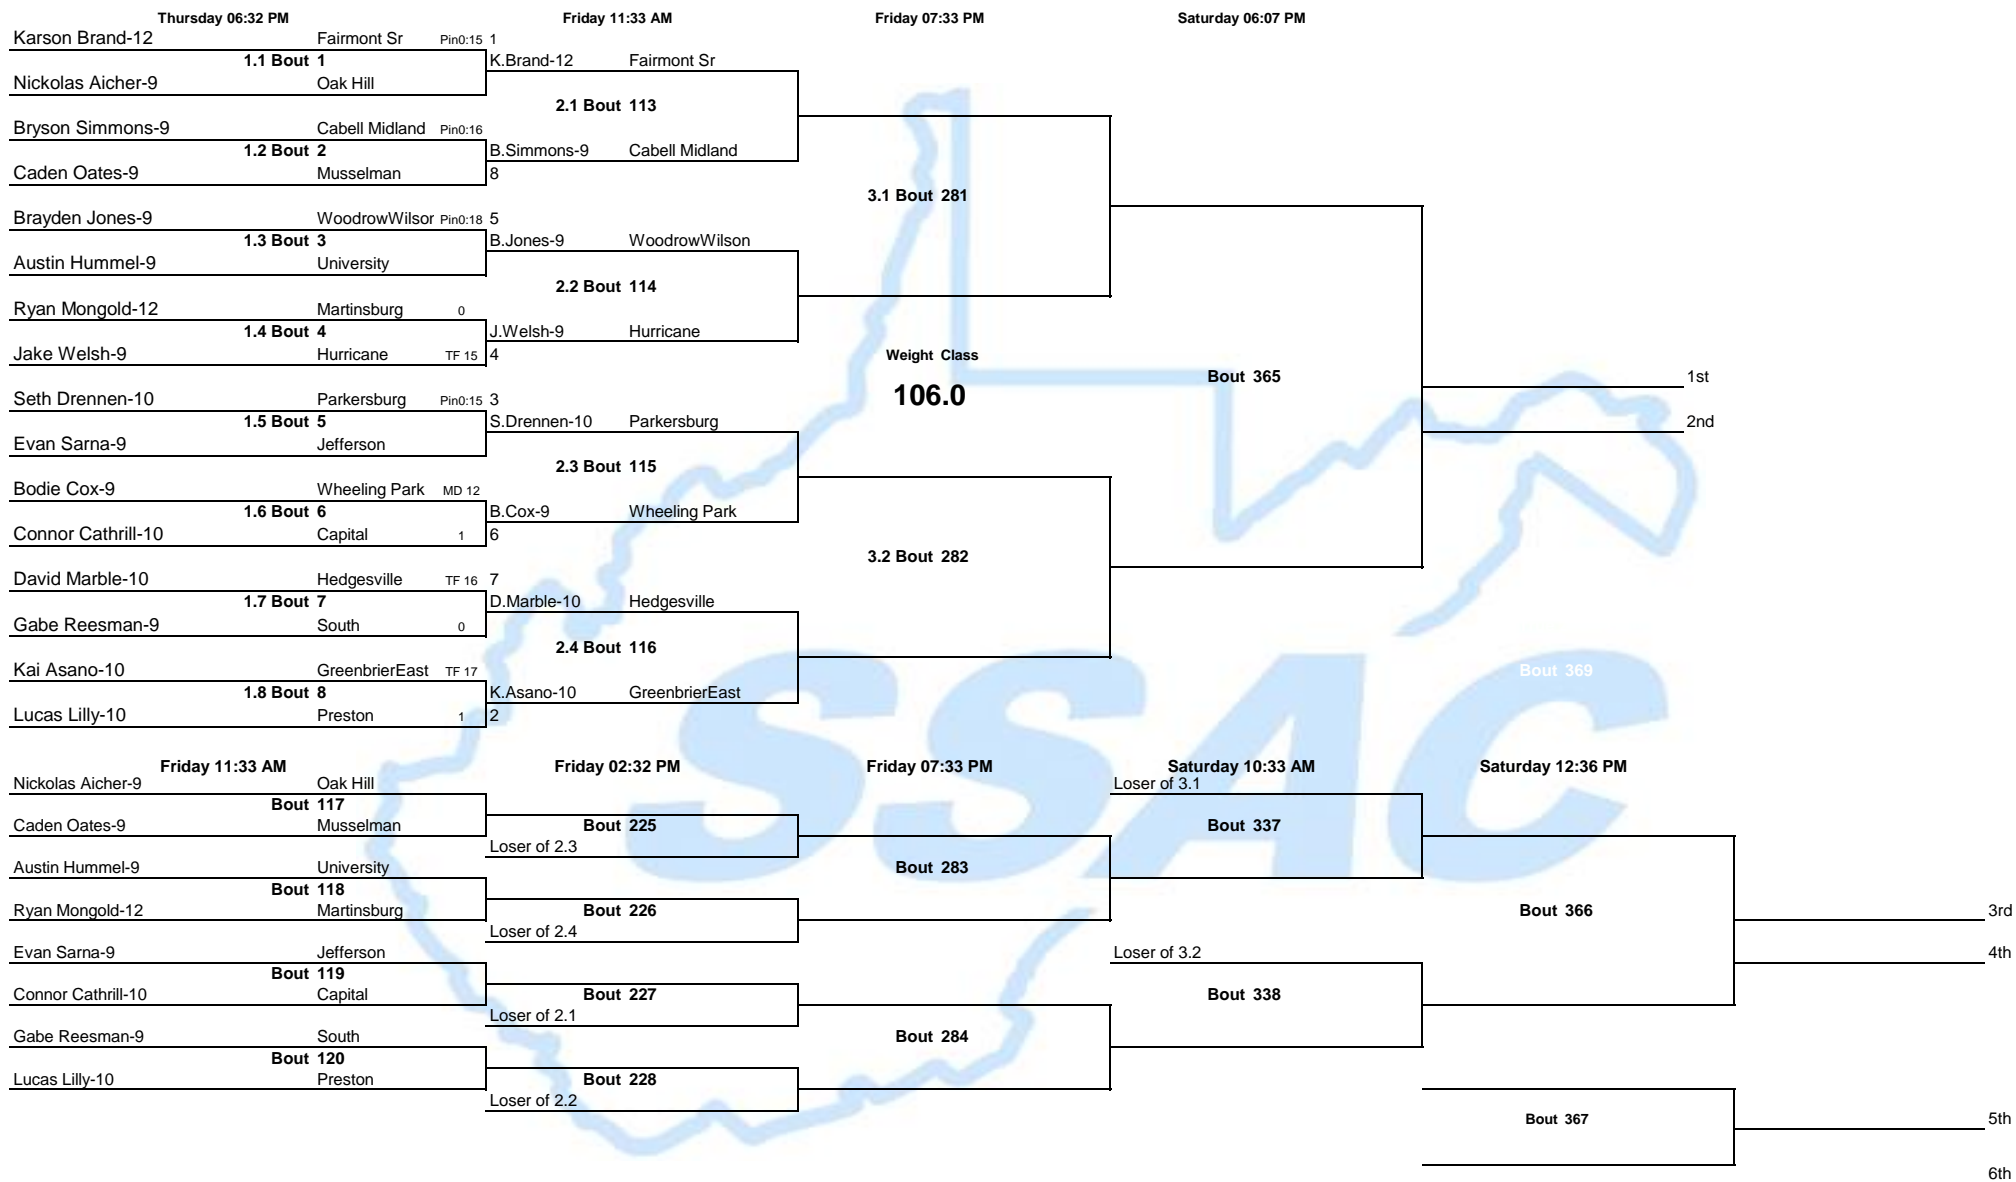 Thursday 06:32 PM Friday 11:33 AM Friday 07:33 PM Saturday 06:07 PM
Karson Brand-12 Fairmont Sr Pin0:15 1
1.1 Bout 1 K.Brand-12 Fairmont Sr
Nickolas Aicher-9 Oak Hill
2.1 Bout 113
Bryson Simmons-9 Cabell Midland Pin0:16
1.2 Bout 2 B.Simmons-9 Cabell Midland
Caden Oates-9 Musselman 8
3.1 Bout 281
Brayden Jones-9 WoodrowWilsor Pin0:18 5
1.3 Bout 3 B.Jones-9 WoodrowWilson
Austin Hummel-9 University
2.2 Bout 114
Ryan Mongold-12 Martinsburg 0
1.4 Bout 4 J.Welsh-9 Hurricane
Jake Welsh-9 Hurricane TF 15 4 Weight Class
Bout 365 1st
Seth Drennen-10 Parkersburg Pin0:15 3 106.0
1.5 Bout 5 S.Drennen-10 Parkersburg 2nd
Evan Sarna-9 Jefferson
2.3 Bout 115
Bodie Cox-9 Wheeling Park MD 12
1.6 Bout 6 B.Cox-9 Wheeling Park
Connor Cathrill-10 Capital 1 6
3.2 Bout 282
David Marble-10 Hedgesville TF 16 7
1.7 Bout 7 D.Marble-10 Hedgesville
Gabe Reesman-9 South 0
2.4 Bout 116
Kai Asano-10 GreenbrierEast TF 17 Bout 369
1.8 Bout 8 K.Asano-10 GreenbrierEast
Lucas Lilly-10 Preston 1 2
SSAC
Friday 11:33 AM Friday 02:32 PM Friday 07:33 PM Saturday 10:33 AM Saturday 12:36 PM
Nickolas Aicher-9 Oak Hill Loser of 3.1
Bout 117
Caden Oates-9 Musselman Bout 225 Bout 337
Loser of 2.3
Austin Hummel-9 University Bout 283
Bout 118
Ryan Mongold-12 Martinsburg Bout 226 Bout 366 3rd
Loser of 2.4
Evan Sarna-9 Jefferson Loser of 3.2 4th
Bout 119
Connor Cathrill-10 Capital Bout 227 Bout 338
Loser of 2.1
Gabe Reesman-9 South Bout 284
Bout 120
Lucas Lilly-10 Preston Bout 228
Loser of 2.2
Bout 367 5th
6th